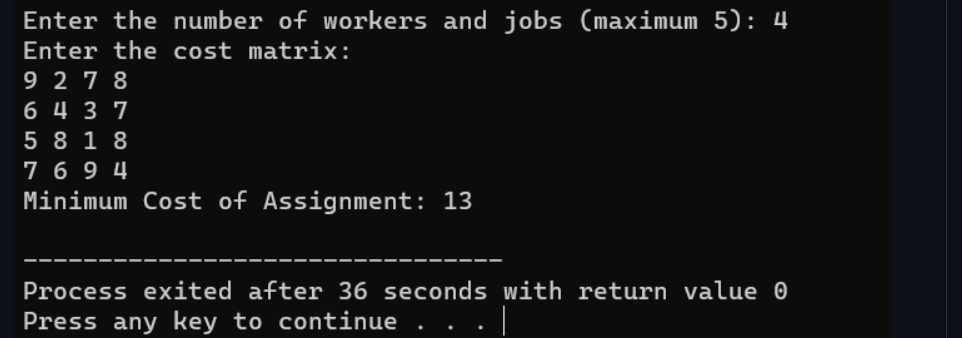 Enter the number of workers and jobs (maximum 5): 4
Enter the cost matrix:
9 2 7 8
6 4 3 7
5 8 1 8
7 6 9 4
Minimum Cost of Assignment: 13
--------------------------------
Process exited after 36 seconds with return value 0
Press any key to continue . . .